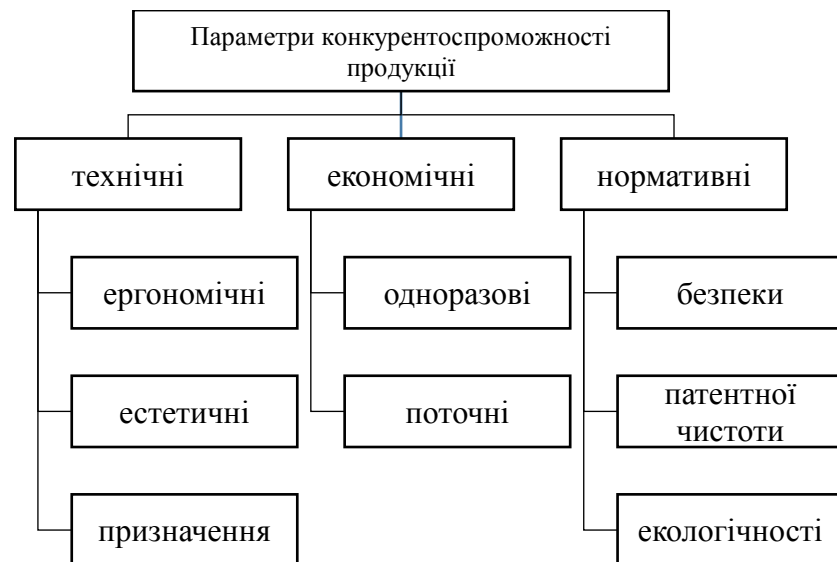 Параметри конкурентоспроможності
продукції
технічні
економічні
нормативні
ергономічні
одноразові
безпеки
естетичні
поточні
патентної
чистоти
призначення
екологічності